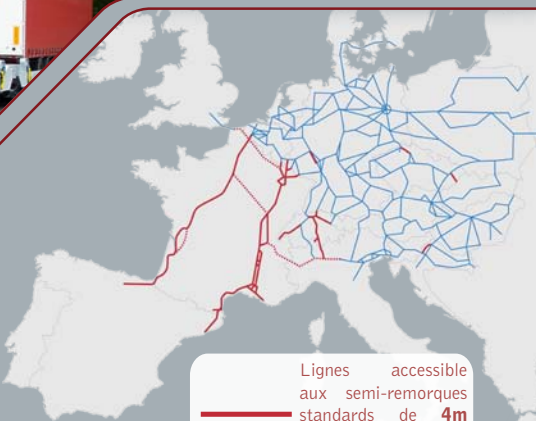 Lignes accessible
aux semi-remorques
standards de 4m